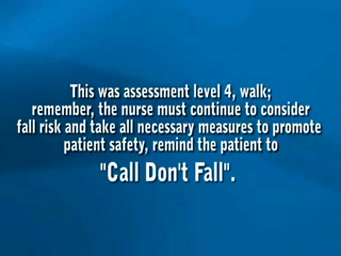 This was assessment level 4, walk;
remember, the nurse must continue to consider
fall risk and take all necessary measures to promote
patient safety, remind the patient to
"Call Don't Fall".